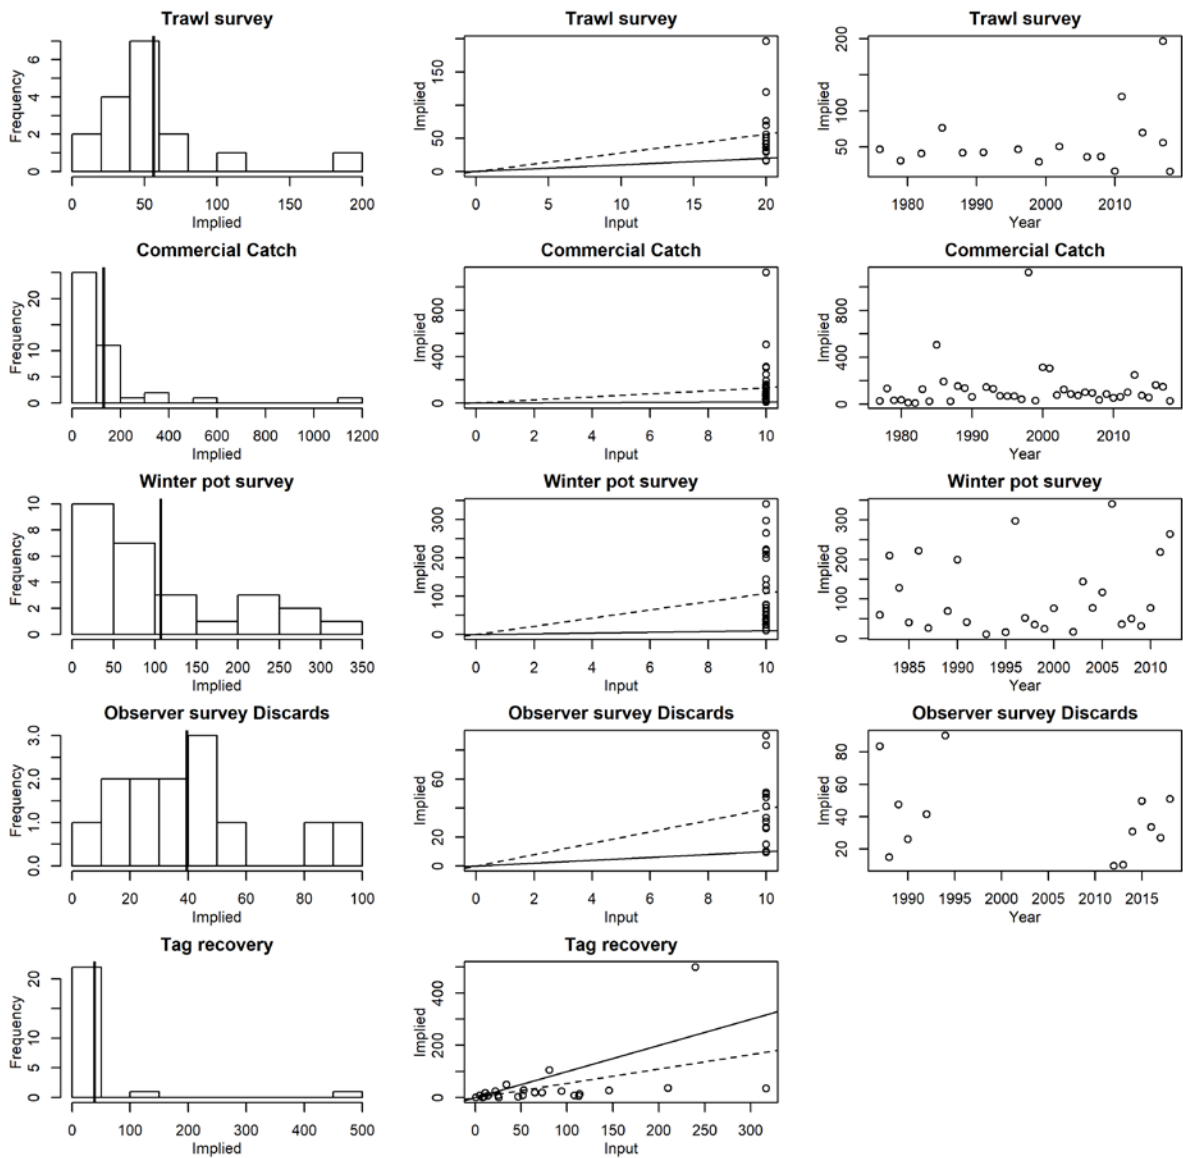 Trawl survey
Frequency
0 2 4 6
0 50 100 150 200
Implied
Trawl survey
Implied
0 50 150
0 5 10 15 20
Input
Trawl survey
Implied
50 100 200
1980 1990 2000 2010
Year
Commercial Catch
Frequency
0 5 10 20
0 200 400 600 800 1000 1200
Implied
Commercial Catch
Implied
0 400 800
0 2 4 6 8 10
Input
Commercial Catch
Implied
0 400 800
1980 1990 2000 2010
Year
Winter pot survey
Frequency
0 2 4 6 8 10
0 50 100 150 200 250 300 350
Implied
Winter pot survey
Implied
0 100 200 300
0 2 4 6 8 10
Input
Winter pot survey
Implied
0 100 200 300
1985 1990 1995 2000 2005 2010
Year
Observer survey Discards
Frequency
0.0 1.0 2.0 3.0
0 20 40 60 80 100
Implied
Observer survey Discards
Implied
0 20 60
0 2 4 6 8 10
Input
Observer survey Discards
Implied
20 40 60 80
1990 1995 2000 2005 2010 2015
Year
Tag recovery
Frequency
0 5 10 20
0 100 200 300 400 500
Implied
Tag recovery
Implied
0 200 400
0 50 100 150 200 250 300
Input